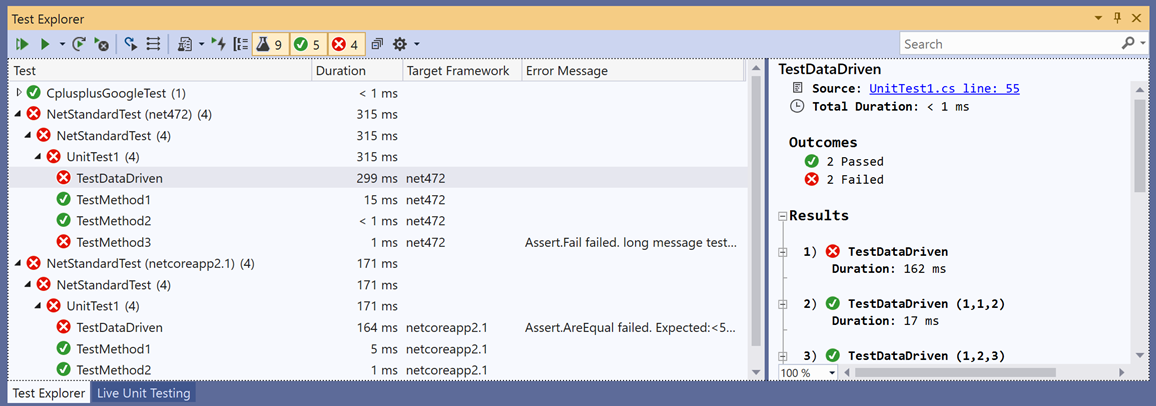 Test Explorer
9 5 4 Search
Test Duration Target Framework Error Message
CplusplusGoogleTest (1) < 1 ms
NetStandardTest (net472) (4) 315 ms
NetStandardTest (4) 315 ms
UnitTest1 (4) 315 ms
TestDataDriven 299 ms net472
TestMethod1 15 ms net472
TestMethod2 < 1 ms net472
TestMethod3 1 ms net472 Assert.Fail failed. long message test...
NetStandardTest (netcoreapp2.1) (4) 171 ms
NetStandardTest (4) 171 ms
UnitTest1 (4) 171 ms
TestDataDriven 164 ms netcoreapp2.1 Assert.AreEqual failed. Expected:<5...
TestMethod1 5 ms netcoreapp2.1
TestMethod2 1 ms netcoreapp2.1
TestDataDriven
Source: UnitTest1.cs line: 55
Total Duration: < 1 ms
Outcomes
2 Passed
2 Failed
Results
1) TestDataDriven
Duration: 162 ms
2) TestDataDriven (1,1,2)
Duration: 17 ms
3) TestDataDriven (1,2,3)
100 %
Test Explorer Live Unit Testing